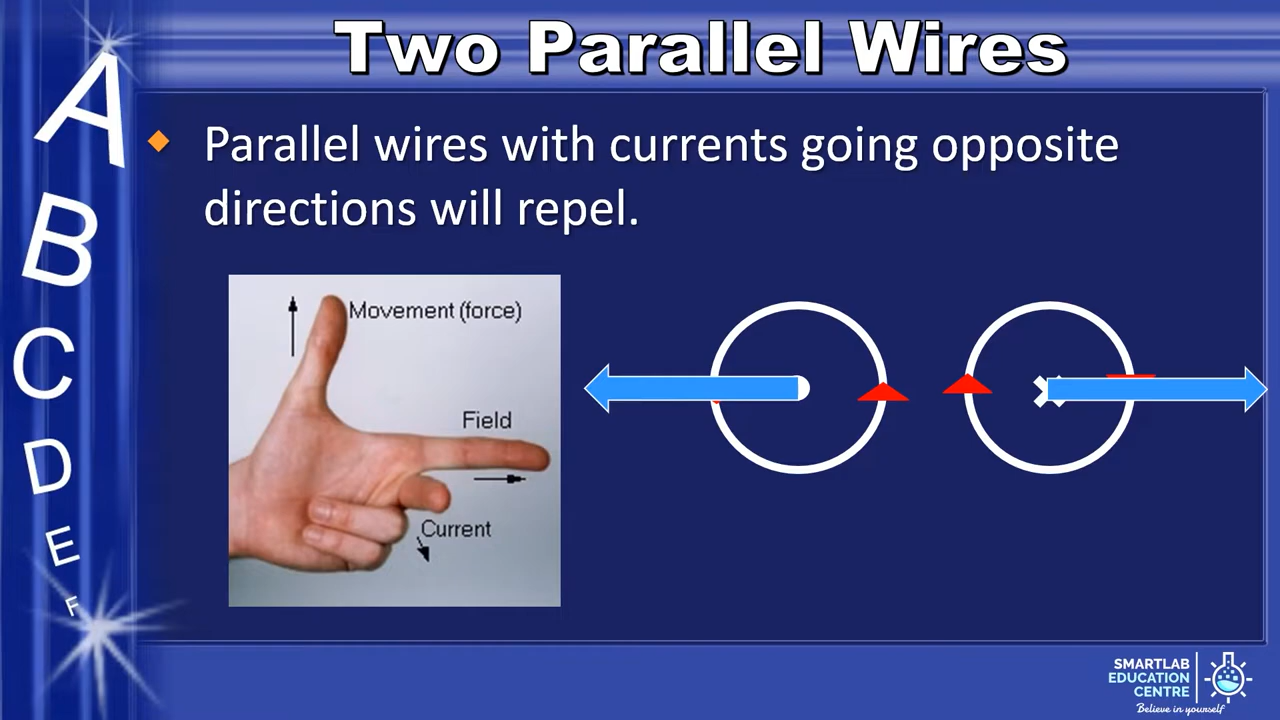 Two Parallel Wires
A
B
C
D
E
F
Parallel wires with currents going opposite
directions will repel.
Movement (force)
Field
Current
SMARTLAB
EDUCATION
CENTRE
Believe in yourself